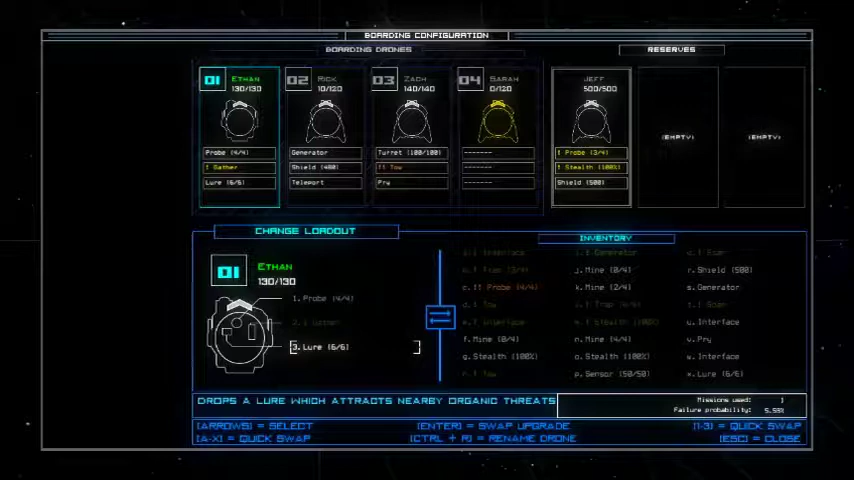 BOARDING CONFIGURATION
BOARDING DRONES
RESERVES
01 ETHAN 130/130
02 RICK 10/120
03 ZACH 140/140
04 SARAH 0/120
JEFF 500/500
Probe (4/4)
! Gather
Lure (6/6)
Generator
Shield (480)
Teleport
Turret (100/100)
!! Tow
Pry
-------
-------
-------
! Probe (3/4)
! Stealth (100%)
Shield (500)
(EMPTY)
(EMPTY)
CHANGE LOADOUT
INVENTORY
01 ETHAN
130/130
1. Probe (4/4)
2. ! Gather
3. Lure (6/6)
c. !! Probe (4/4)
f. Mine (0/4)
g. Stealth (100%)
j. Mine (0/4)
k. Mine (2/4)
n. Mine (4/4)
o. Stealth (100%)
p. Sensor (50/50)
r. Shield (500)
s. Generator
u. Interface
v. Pry
w. Interface
x. Lure (6/6)
DROPS A LURE WHICH ATTRACTS NEARBY ORGANIC THREATS
Missions used: 1
Failure probability: 5.58%
[ARROWS] = SELECT
[ENTER] = SWAP UPGRADE
[1-3] = QUICK SWAP
[A-X] = QUICK SWAP
[CTRL + R] = RENAME DRONE
[ESC] = CLOSE